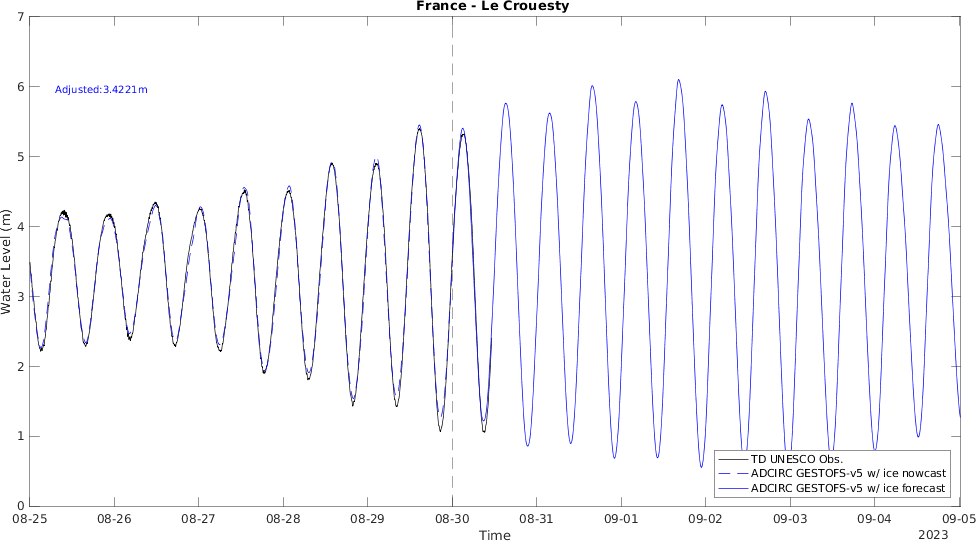 France - Le Crouesty
7
6
5
4
3
2
1
0
Water Level (m)
Adjusted:3.4221m
TD UNESCO Obs.
ADCIRC GESTOFS-v5 w/ ice nowcast
ADCIRC GESTOFS-v5 w/ ice forecast
08-25 08-26 08-27 08-28 08-29 08-30 08-31 09-01 09-02 09-03 09-04 09-05
Time
2023